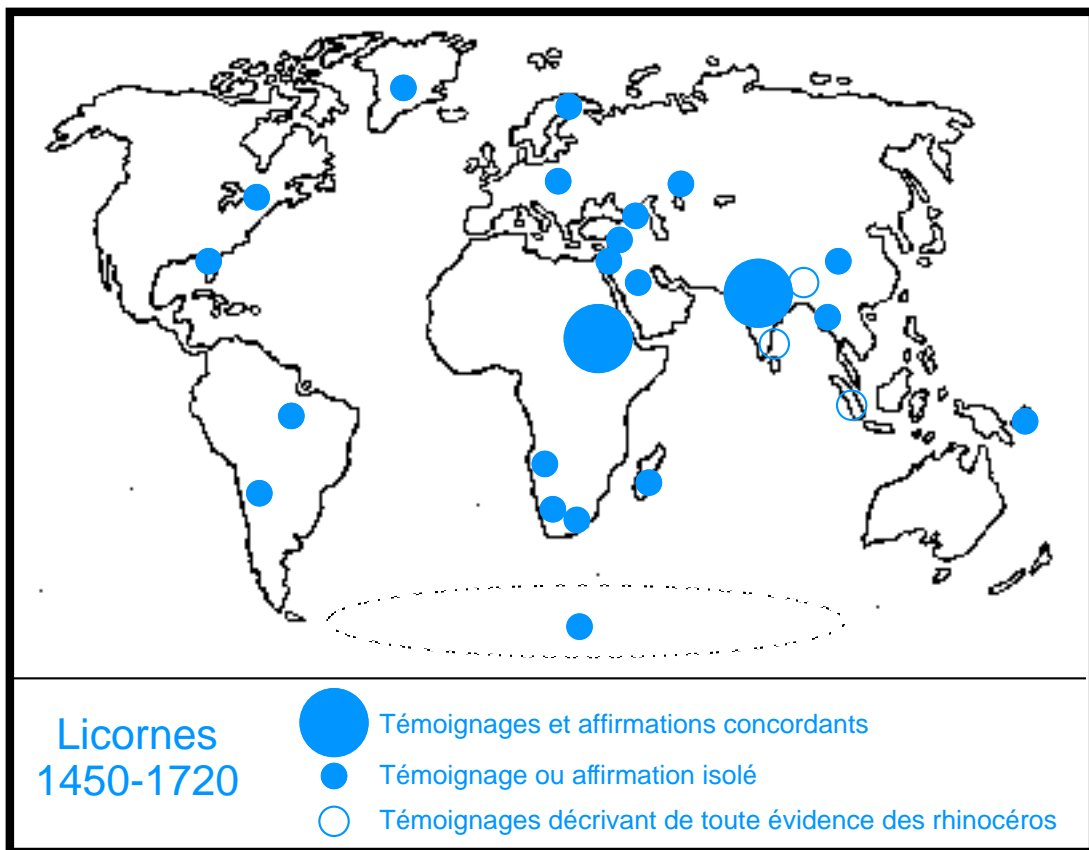 Licornes
1450-1720
Témoignages et affirmations concordants
Témoignage ou affirmation isolé
Témoignages décrivant de toute évidence des rhinocéros